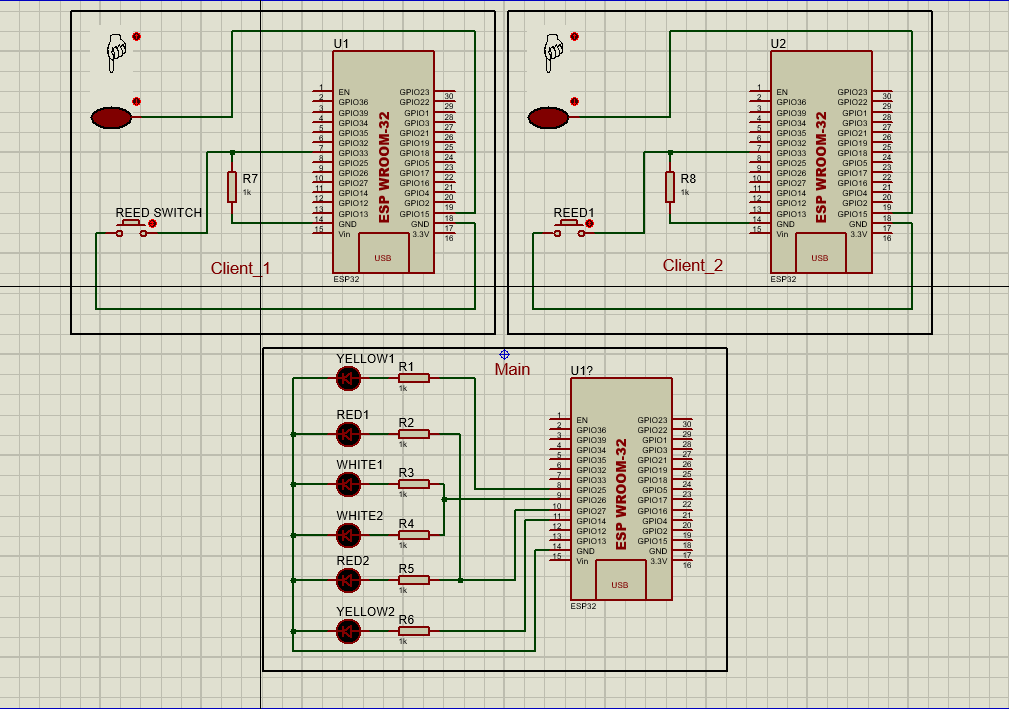 U1
1 EN GPIO23 30
2 GPIO36 GPIO22 29
3 GPIO39 GPIO1 28
4 GPIO34 GPIO3 27
5 GPIO35 GPIO21 26
6 GPIO32 GPIO19 25
7 GPIO33 GPIO18 24
8 GPIO25 GPIO5 23
9 GPIO26 GPIO17 22
10 GPIO27 GPIO16 21
11 GPIO14 GPIO4 20
12 GPIO12 GPIO2 19
13 GPIO13 GPIO15 18
14 GND GND 17
15 Vin 3.3V 16
ESP WROOM-32
USB
ESP32
R7
1k
REED SWITCH
Client_1
U2
1 EN GPIO23 30
2 GPIO36 GPIO22 29
3 GPIO39 GPIO1 28
4 GPIO34 GPIO3 27
5 GPIO35 GPIO21 26
6 GPIO32 GPIO19 25
7 GPIO33 GPIO18 24
8 GPIO25 GPIO5 23
9 GPIO26 GPIO17 22
10 GPIO27 GPIO16 21
11 GPIO14 GPIO4 20
12 GPIO12 GPIO2 19
13 GPIO13 GPIO15 18
14 GND GND 17
15 Vin 3.3V 16
ESP WROOM-32
USB
ESP32
R8
1k
REED1
Client_2
Main
YELLOW1
R1
1k
RED1
R2
1k
WHITE1
R3
1k
WHITE2
R4
1k
RED2
R5
1k
YELLOW2
R6
1k
U1?
1 EN GPIO23 30
2 GPIO36 GPIO22 29
3 GPIO39 GPIO1 28
4 GPIO34 GPIO3 27
5 GPIO35 GPIO21 26
6 GPIO32 GPIO19 25
7 GPIO33 GPIO18 24
8 GPIO25 GPIO5 23
9 GPIO26 GPIO17 22
10 GPIO27 GPIO16 21
11 GPIO14 GPIO4 20
12 GPIO12 GPIO2 19
13 GPIO13 GPIO15 18
14 GND GND 17
15 Vin 3.3V 16
ESP WROOM-32
USB
ESP32